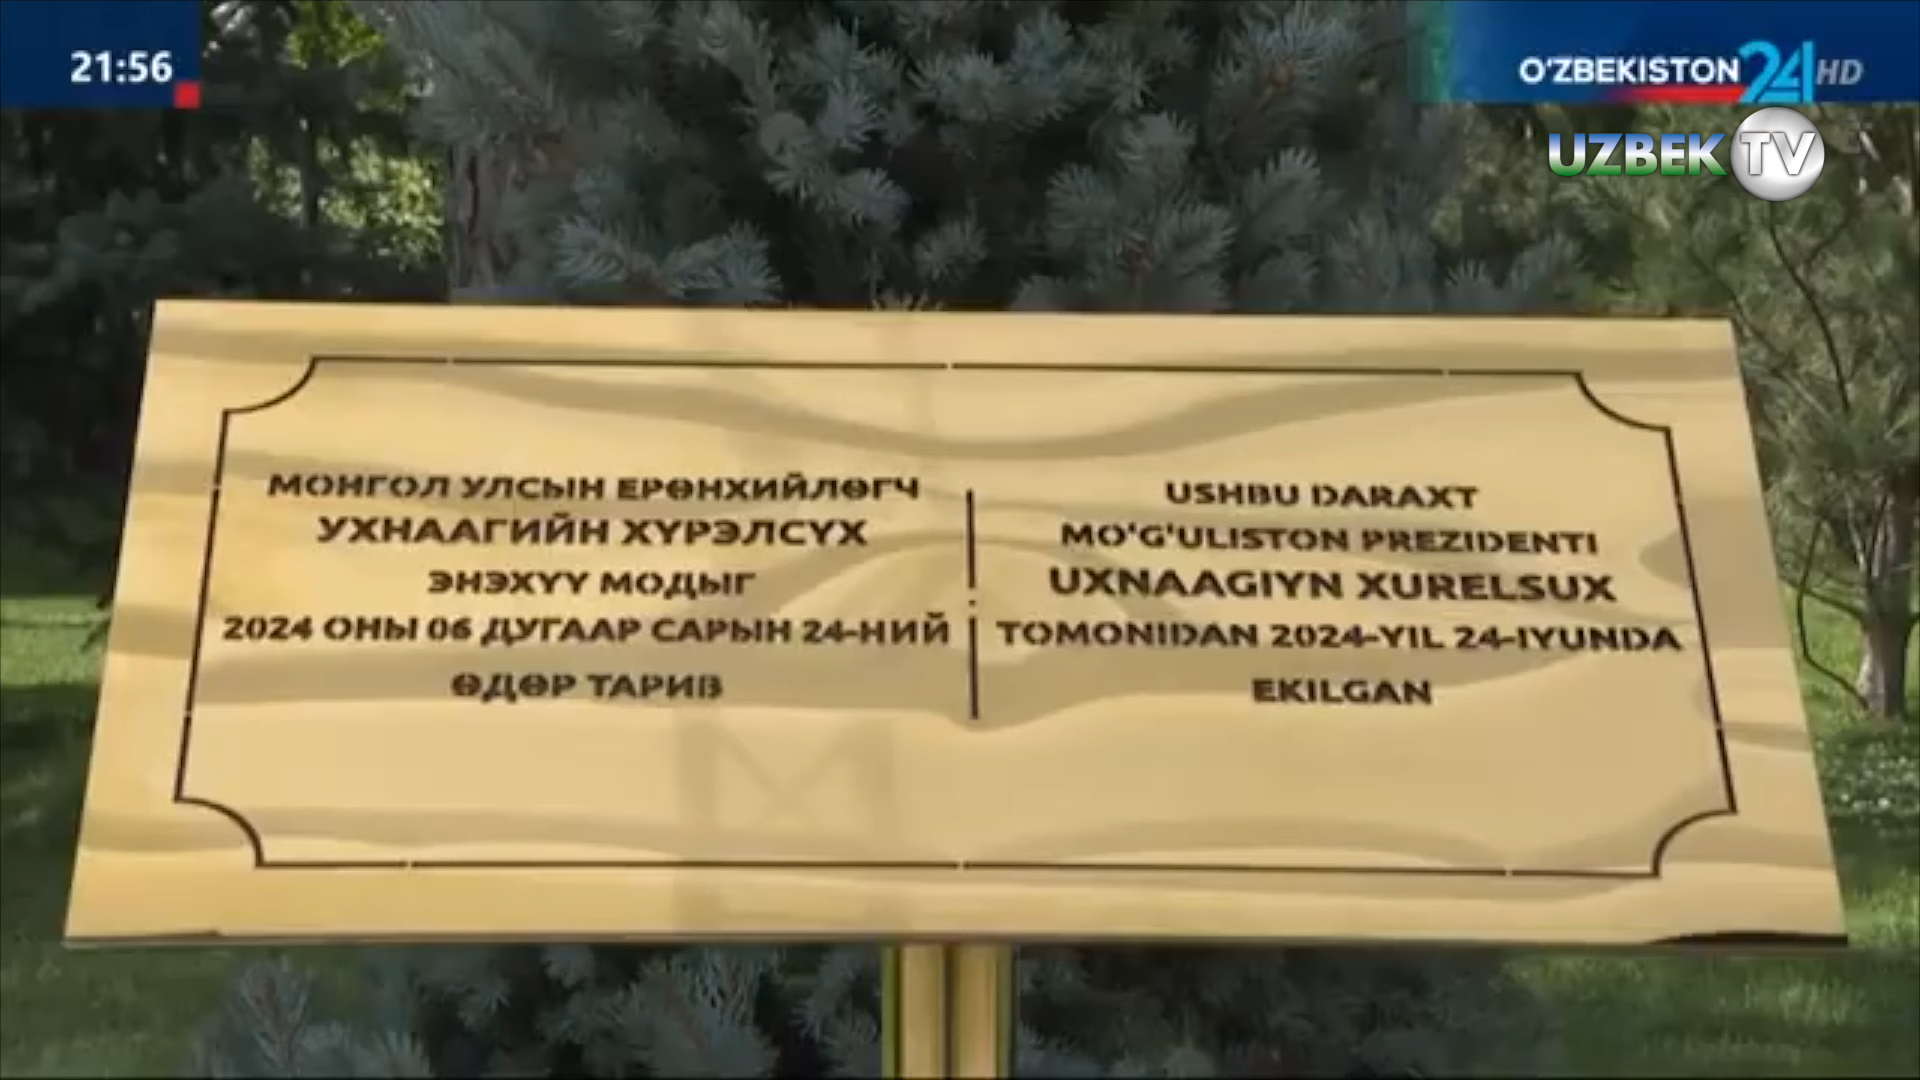 21:56
O'ZBEKISTON 24 HD
UZBEK TV
МОНГОЛ УЛСЫН ЕРӨНХИЙЛӨГЧ
УХНААГИЙН ХҮРЭЛСҮХ
ЭНЭХҮҮ МОДЫГ
2024 ОНЫ 06 ДУГААР САРЫН 24-НИЙ
ӨДӨР ТАРИВ
USHBU DARAXT
MO'G'ULISTON PREZIDENTI
UXNAAGIYN XURELSUX
TOMONIDAN 2024-YIL 24-IYUNDA
EKILGAN